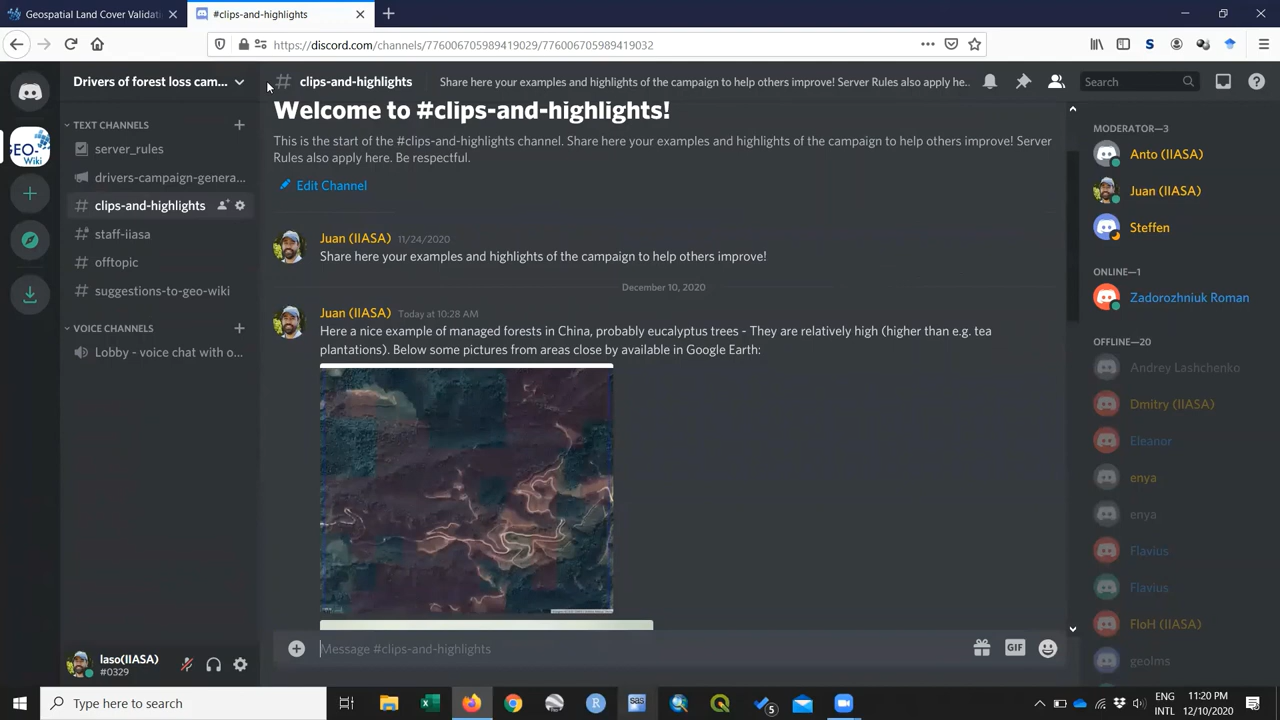 Geospatial Land Cover Validati
#clips-and-highlights
https://discord.com/channels/776006705989419029/776006705989419032
Drivers of forest loss cam...
clips-and-highlights
Share here your examples and highlights of the campaign to help others improve! Server Rules also apply he...
Search
TEXT CHANNELS
server_rules
drivers-campaign-genera...
clips-and-highlights
staff-iiasa
offtopic
suggestions-to-geo-wiki
VOICE CHANNELS
Lobby - voice chat with o...
GEO-
Wiki
Iaso(IIASA)
#0329
Welcome to #clips-and-highlights!
This is the start of the #clips-and-highlights channel. Share here your examples and highlights of the campaign to help others improve! Server
Rules also apply here. Be respectful.
Edit Channel
Juan (IIASA) 11/24/2020
Share here your examples and highlights of the campaign to help others improve!
December 10, 2020
Juan (IIASA) Today at 10:28 AM
Here a nice example of managed forests in China, probably eucalyptus trees - They are relatively high (higher than e.g. tea
plantations). Below some pictures from areas close by available in Google Earth:
Message #clips-and-highlights
GIF
MODERATOR—3
Anto (IIASA)
Juan (IIASA)
Steffen
ONLINE—1
Zadorozhniuk Roman
OFFLINE—20
Andrey Lashchenko
Dmitry (IIASA)
Eleanor
enya
enya
Flavius
Flavius
FloH (IIASA)
geolms
Type here to search
5
ENG
INTL
11:20 PM
12/10/2020